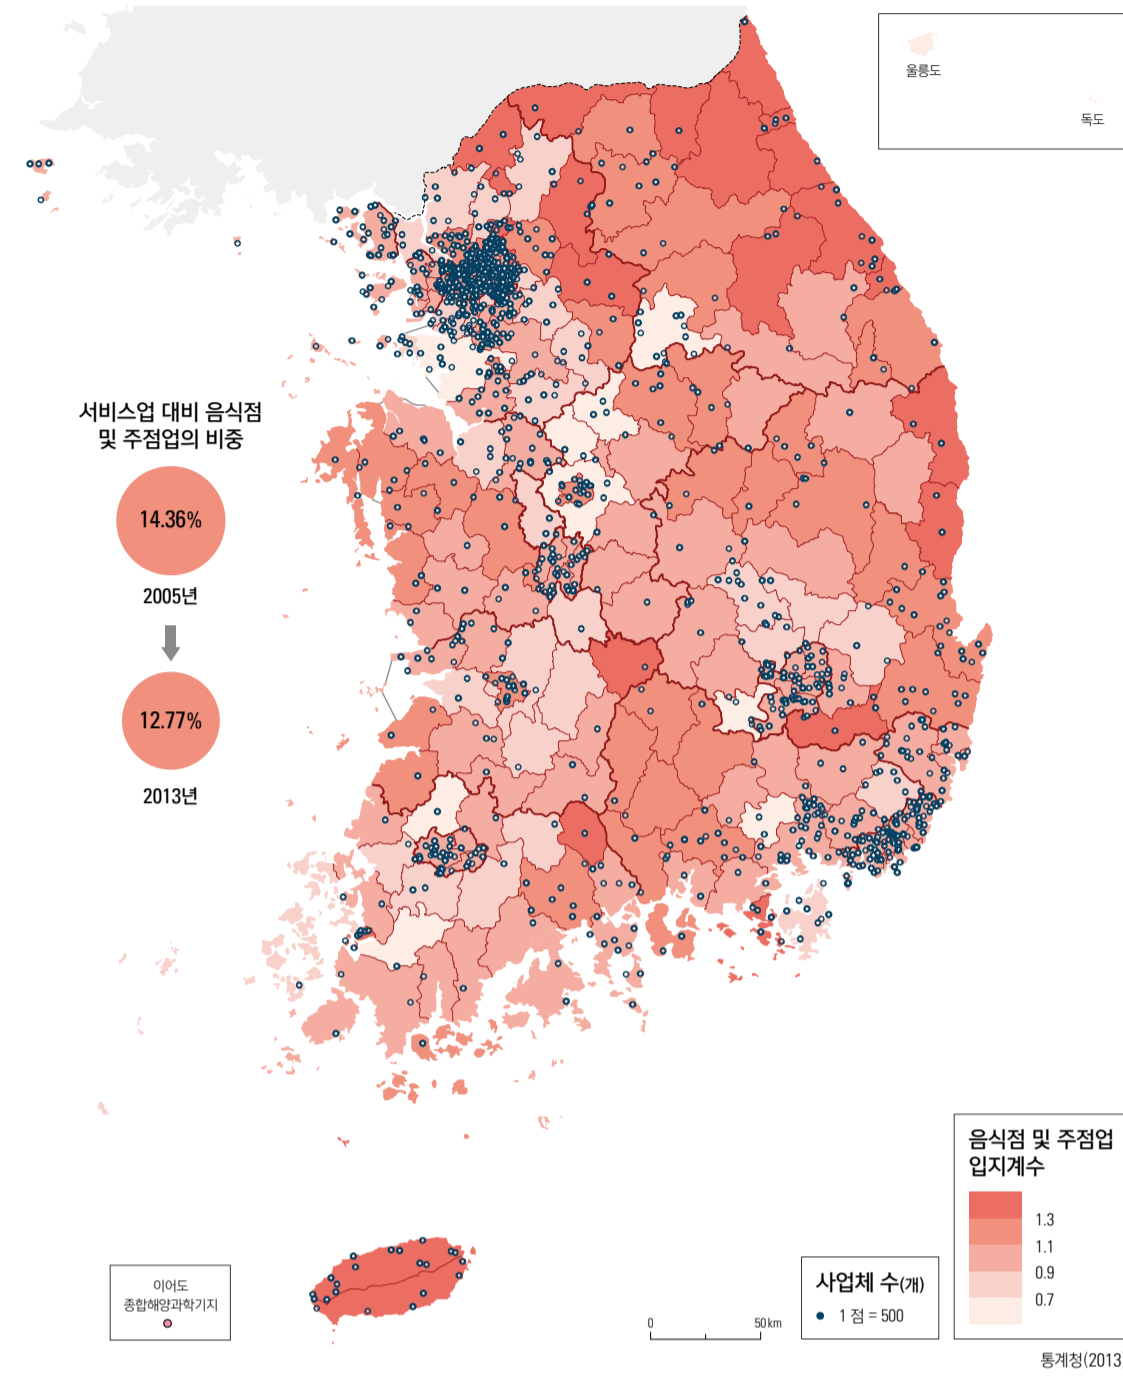 울릉도
독도
서비스업 대비 음식점
및 주점업의 비중
14.36%
2005년
12.77%
2013년
음식점 및 주점업
입지계수
1.3
1.1
0.9
0.7
이어도
종합해양과학기지
0
50km
사업체 수(개)
1 점 = 500
통계청(2013